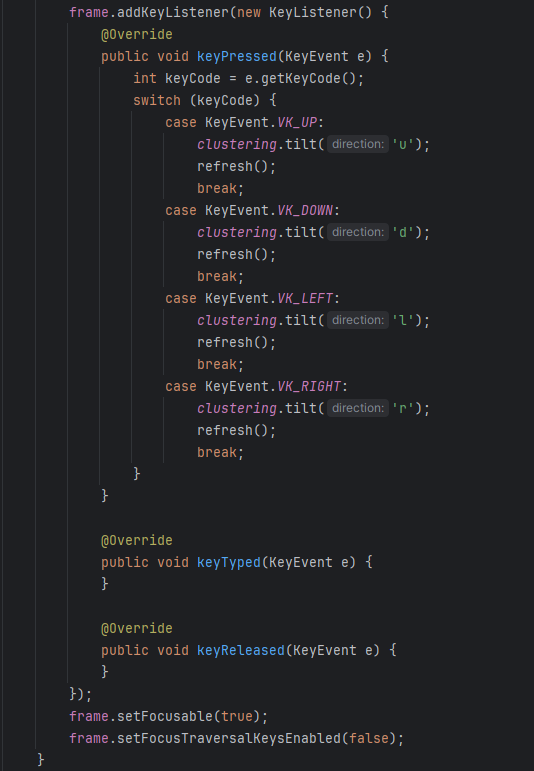 frame.addKeyListener(new KeyListener() {
    @Override
    public void keyPressed(KeyEvent e) {
        int keyCode = e.getKeyCode();
        switch (keyCode) {
            case KeyEvent.VK_UP:
                clustering.tilt( direction: 'u');
                refresh();
                break;
            case KeyEvent.VK_DOWN:
                clustering.tilt( direction: 'd');
                refresh();
                break;
            case KeyEvent.VK_LEFT:
                clustering.tilt( direction: 'l');
                refresh();
                break;
            case KeyEvent.VK_RIGHT:
                clustering.tilt( direction: 'r');
                refresh();
                break;
        }
    }

    @Override
    public void keyTyped(KeyEvent e) {
    }

    @Override
    public void keyReleased(KeyEvent e) {
    }
});
frame.setFocusable(true);
frame.setFocusTraversalKeysEnabled(false);
}